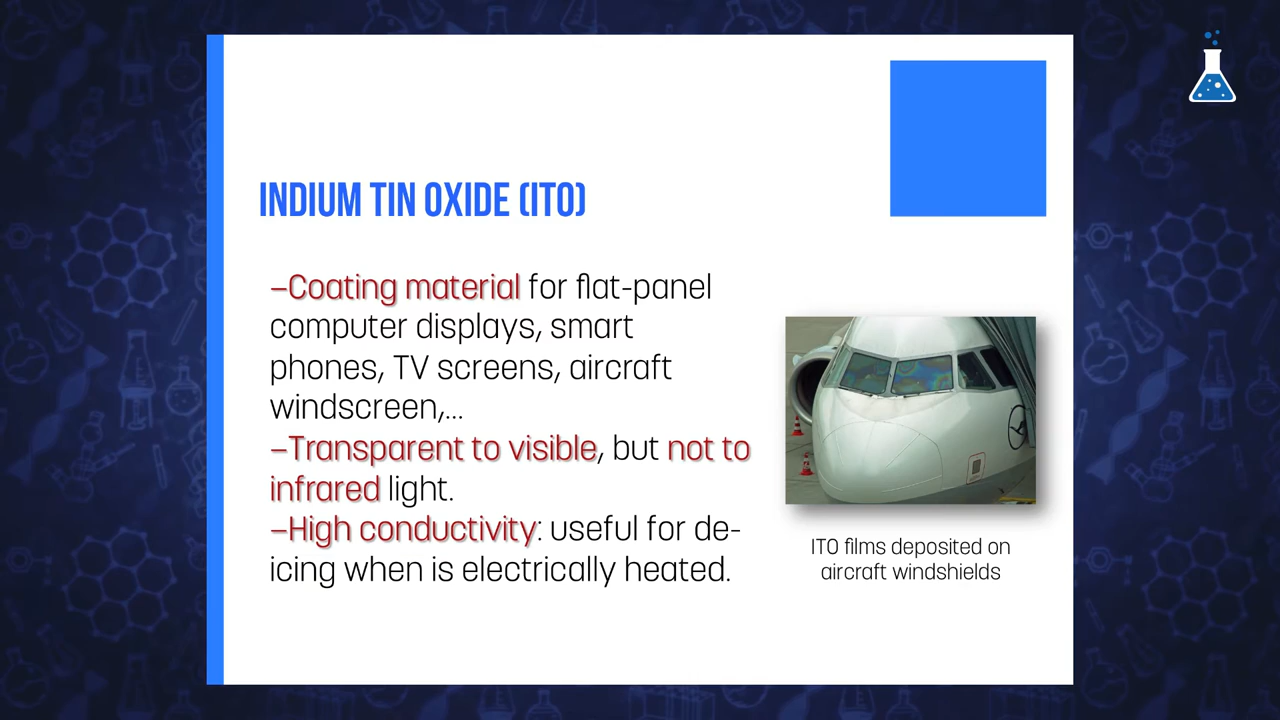 INDIUM TIN OXIDE (ITO)
–Coating material for flat-panel
computer displays, smart
phones, TV screens, aircraft
windscreen,...
–Transparent to visible, but not to
infrared light.
–High conductivity: useful for de-
icing when is electrically heated.
ITO films deposited on
aircraft windshields